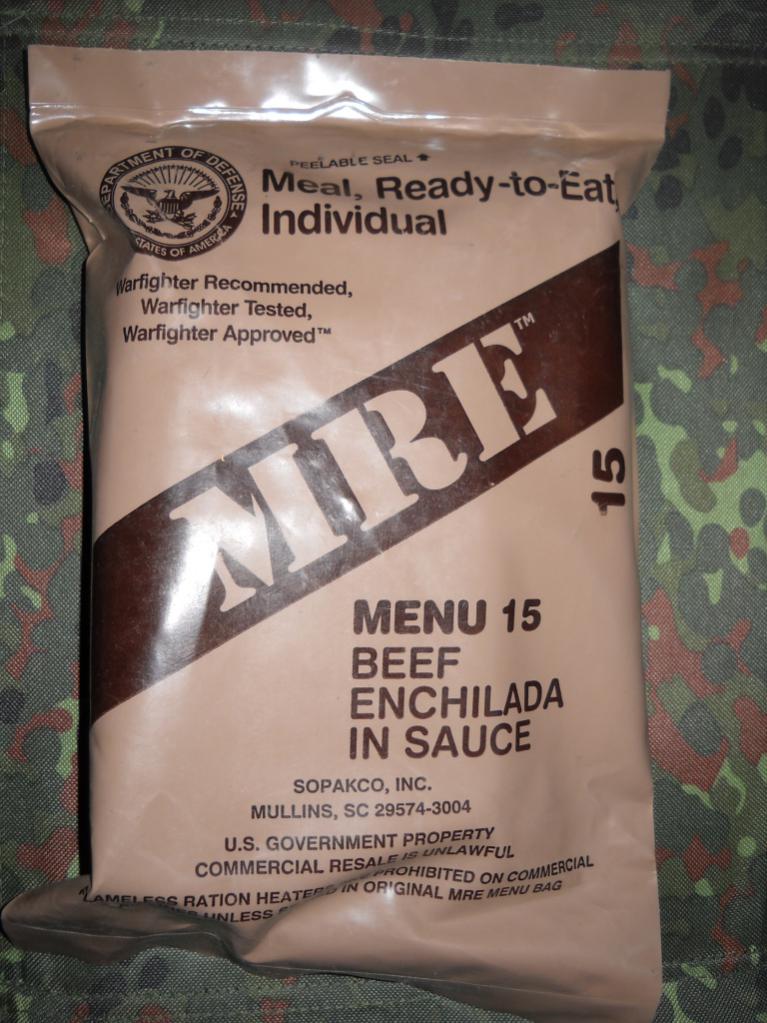 DEPARTMENT OF DEFENSE
STATES OF AMERICA
PEELABLE SEAL
Meal, Ready-to-Eat,
Individual
Warfighter Recommended,
Warfighter Tested,
Warfighter Approved™
MRE™
15
MENU 15
BEEF
ENCHILADA
IN SAUCE
SOPAKCO, INC.
MULLINS, SC 29574-3004
U.S. GOVERNMENT PROPERTY
COMMERCIAL RESALE IS UNLAWFUL
PROHIBITED ON COMMERCIAL
UNLESS
FLAMELESS RATION HEATERS IN ORIGINAL MRE MENU BAG